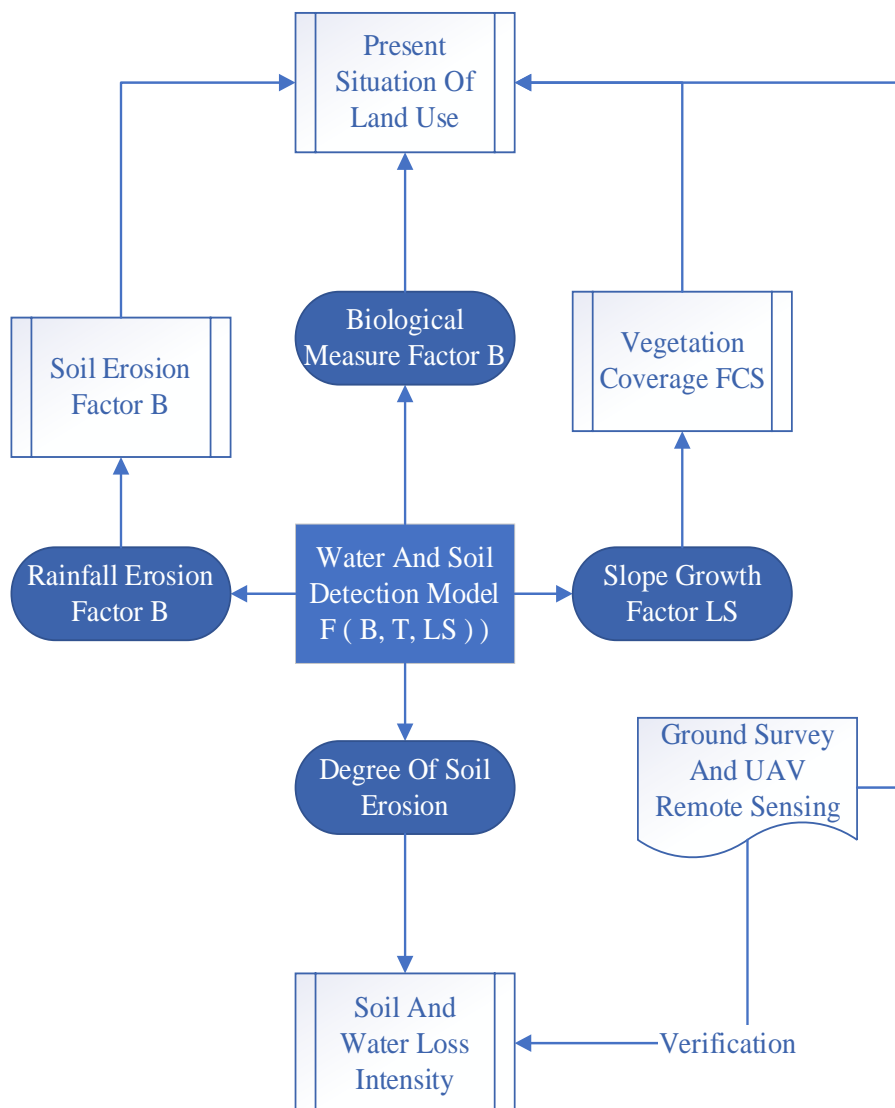 Present
Situation Of
Land Use
Biological
Measure Factor B
Soil Erosion
Factor B
Vegetation
Coverage FCS
Rainfall Erosion
Factor B
Water And Soil
Detection Model
F ( B, T, LS ) )
Slope Growth
Factor LS
Degree Of Soil
Erosion
Ground Survey
And UAV
Remote Sensing
Soil And
Water Loss
Intensity
Verification